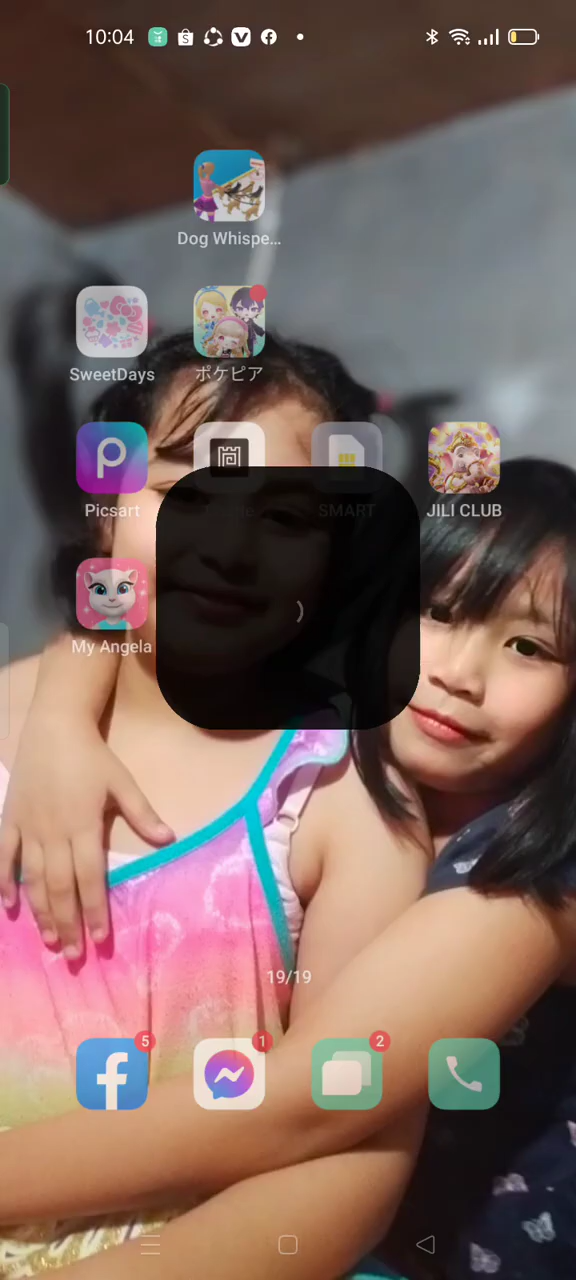 10:04
Dog Whispe...
SweetDays
ポケピア
Picsart
SMART
JILI CLUB
My Angela
19/19
5
1
2